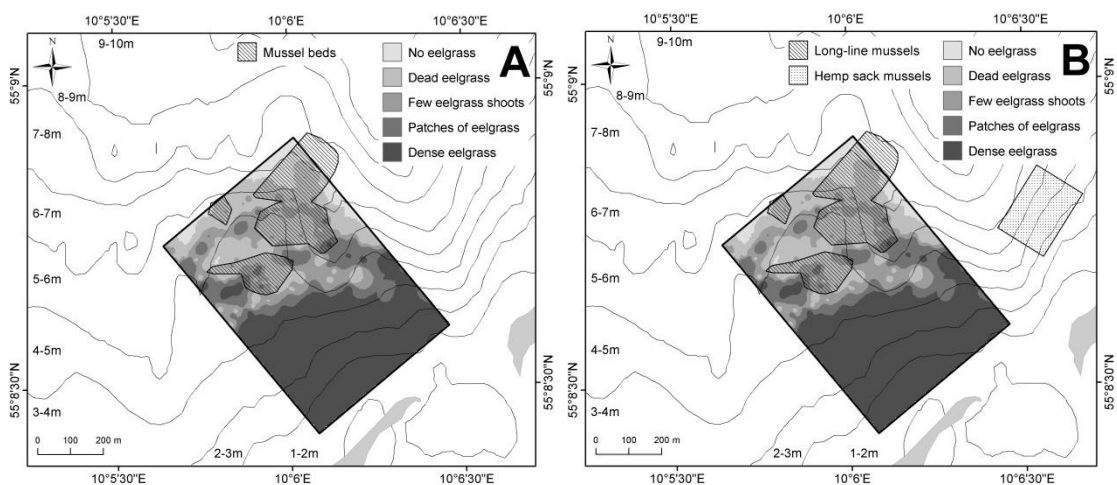 10°5'30"E
10°6'E
10°6'30"E
N
9-10m
Mussel beds
No eelgrass
A
55°9'N
8-9m
Dead eelgrass
Few eelgrass shoots
7-8m
Patches of eelgrass
Dense eelgrass
6-7m
5-6m
4-5m
55°8'30"N
3-4m
0 100 200 m
2-3m
1-2m
10°5'30"E
10°6'E
10°6'30"E
10°5'30"E
10°6'E
10°6'30"E
N
9-10m
Long-line mussels
No eelgrass
B
55°9'N
55°9'N
Hemp sack mussels
Dead eelgrass
8-9m
Few eelgrass shoots
7-8m
Patches of eelgrass
Dense eelgrass
6-7m
5-6m
4-5m
55°8'30"N
55°8'30"N
3-4m
0 100 200 m
2-3m
1-2m
10°5'30"E
10°6'E
10°6'30"E